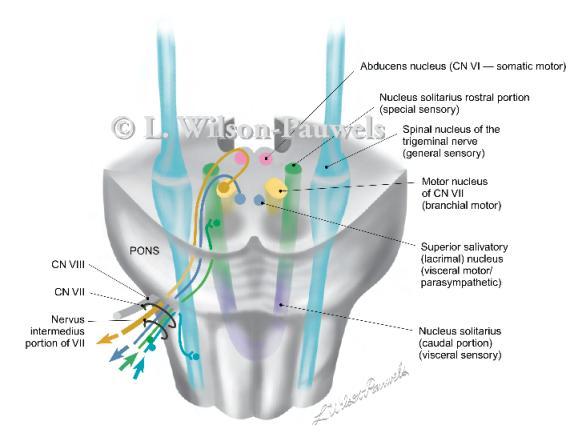 Abducens nucleus (CN VI — somatic motor)
Nucleus solitarius rostral portion
(special sensory)
© L. Wilson-Pauwels
Spinal nucleus of the
trigeminal nerve
(general sensory)
Motor nucleus
of CN VII
(branchial motor)
PONS
Superior salivatory
(lacrimal) nucleus
(visceral motor/
parasympathetic)
CN VIII
CN VII
Nervus
intermedius
portion of VII
Nucleus solitarius
(caudal portion)
(visceral sensory)
L Wilson-Pauwels